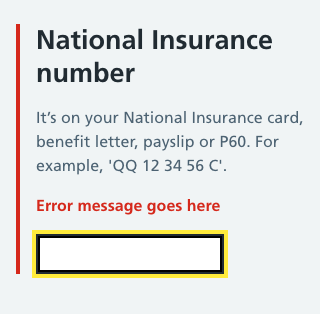 National Insurance
number
It’s on your National Insurance card,
benefit letter, payslip or P60. For
example, 'QQ 12 34 56 C'.
Error message goes here